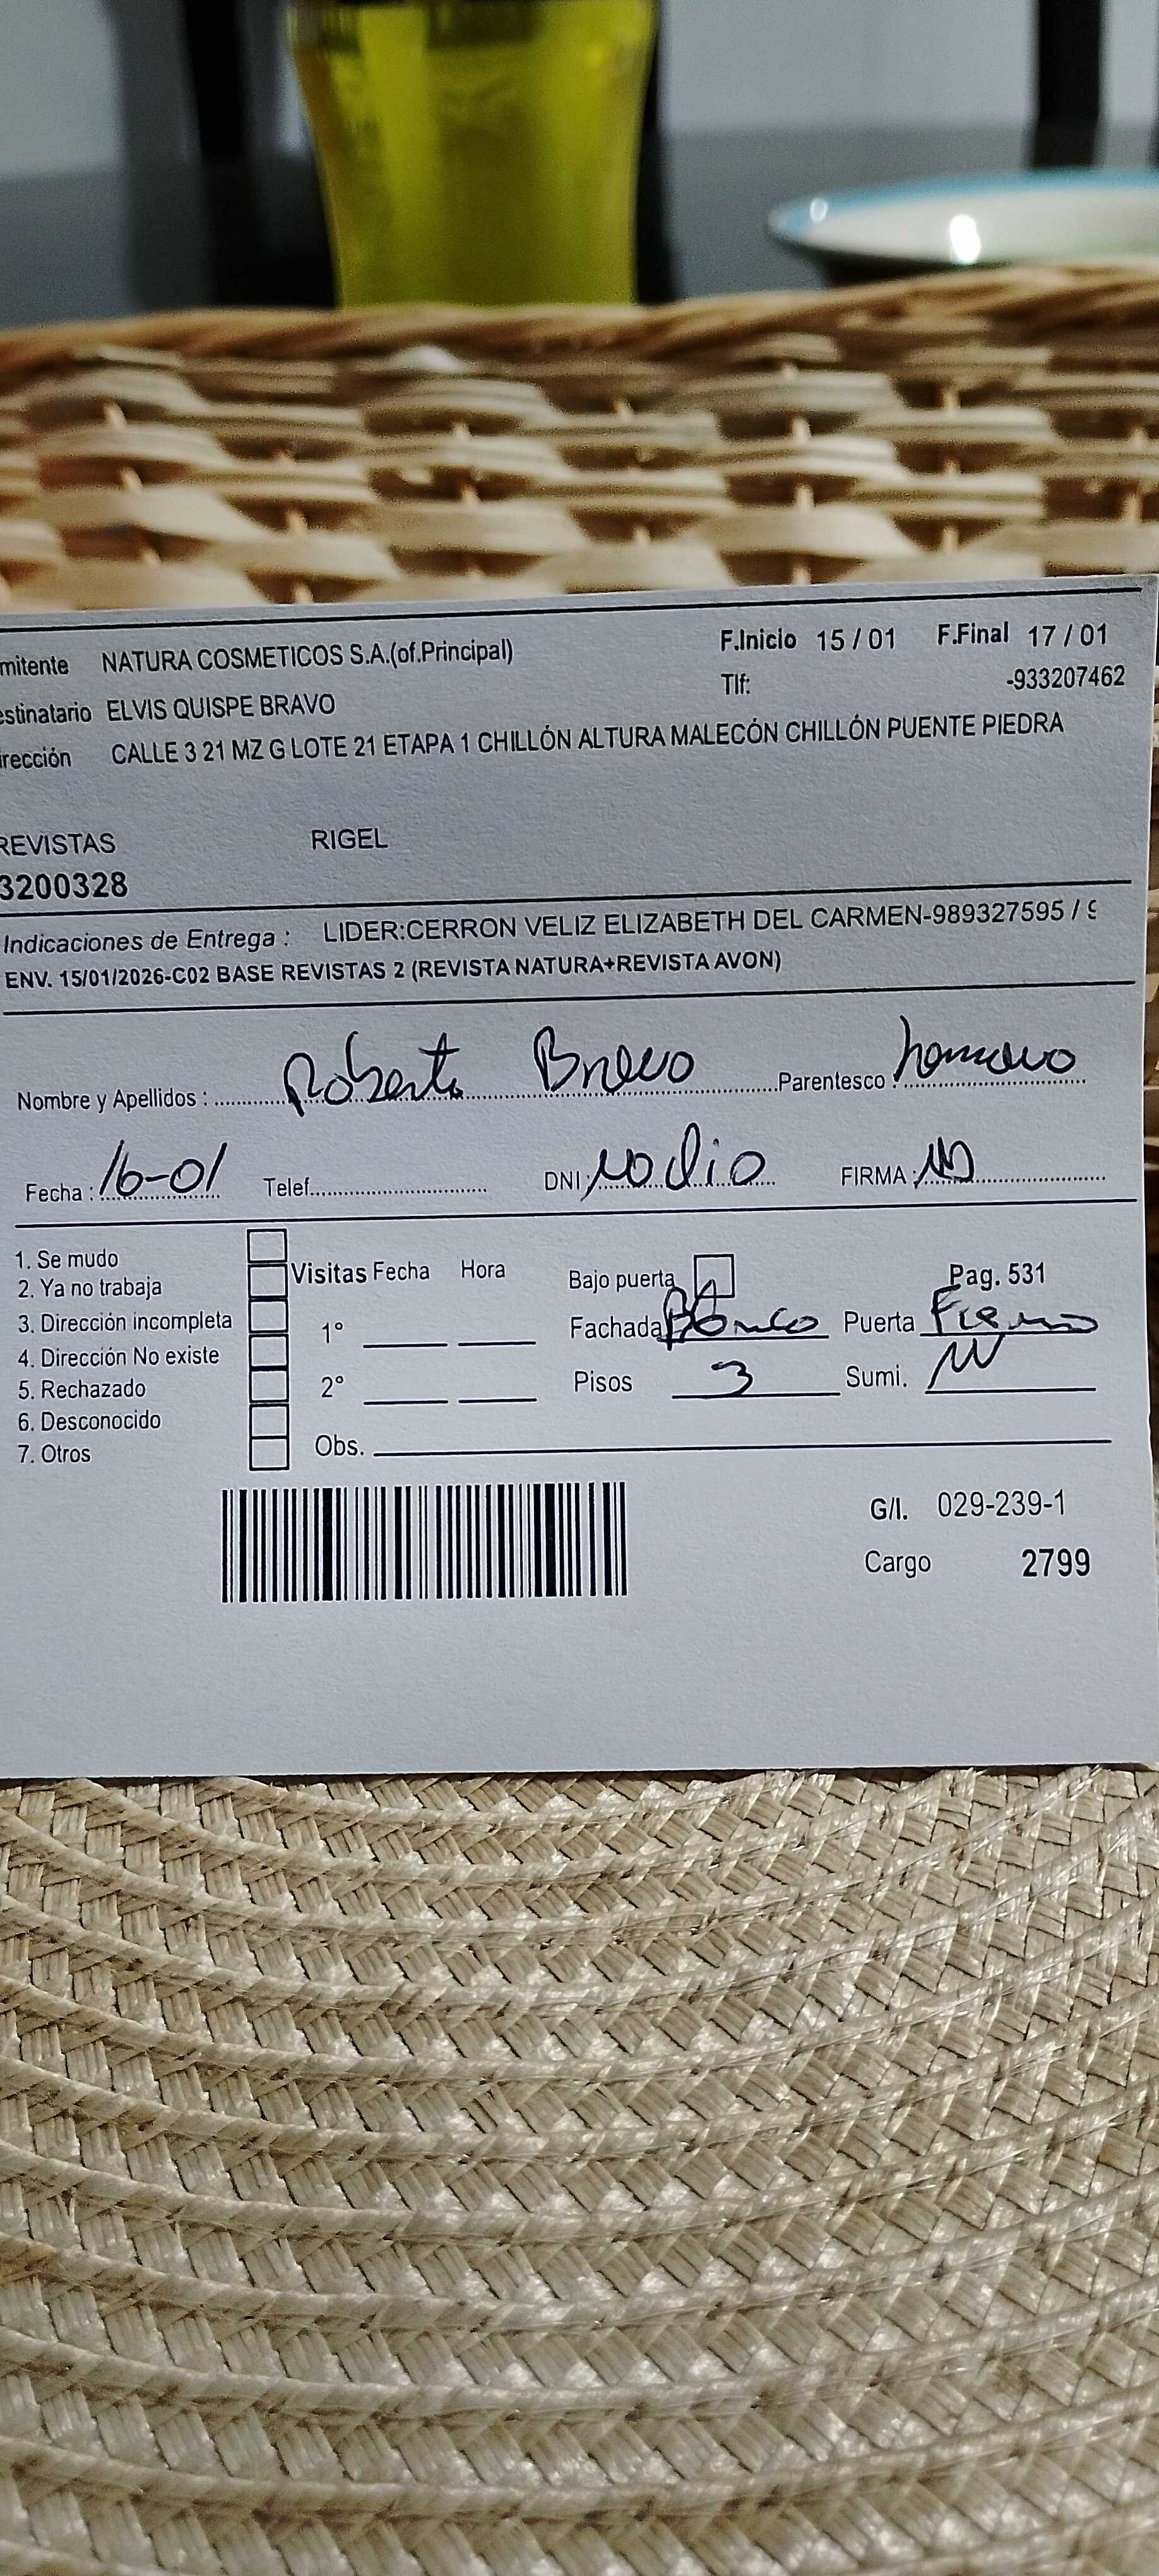 mitente NATURA COSMETICOS S.A.(of.Principal) F.Inicio 15 / 01 F.Final 17 / 01
Tlf: -933207462
estinatario ELVIS QUISPE BRAVO
irección CALLE 3 21 MZ G LOTE 21 ETAPA 1 CHILLÓN ALTURA MALECÓN CHILLÓN PUENTE PIEDRA
REVISTAS RIGEL
3200328
Indicaciones de Entrega : LIDER:CERRON VELIZ ELIZABETH DEL CARMEN-989327595 / 9
ENV. 15/01/2026-C02 BASE REVISTAS 2 (REVISTA NATURA+REVISTA AVON)
Nombre y Apellidos : Roberto Bravo Parentesco :
Fecha : 16-01 Telef. DNI: no dio FIRMA :
1. Se mudo
2. Ya no trabaja
3. Dirección incompleta
4. Dirección No existe
5. Rechazado
6. Desconocido
7. Otros
Visitas Fecha Hora
1°
2°
Obs.
Bajo puerta Pag. 531
Fachada Puerta Fierro
Pisos 3 Sumi.
G/I. 029-239-1
Cargo 2799